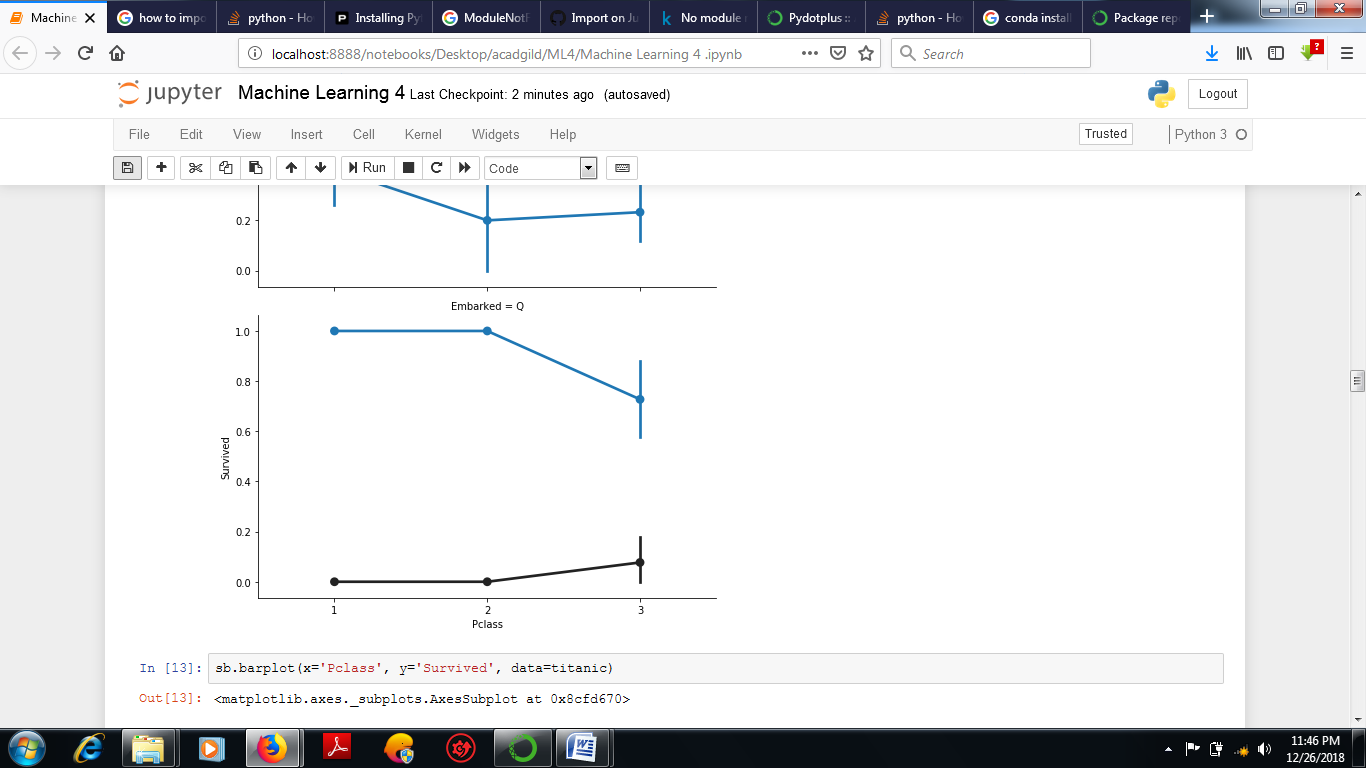 Machine
how to impo
python - Ho
Installing Py
ModuleNotF
Import on Ju
No module
Pydotplus ::
python - Ho
conda install
Package rep
localhost:8888/notebooks/Desktop/acadgild/ML4/Machine Learning 4 .ipynb
Search
jupyter Machine Learning 4 Last Checkpoint: 2 minutes ago (autosaved)
Logout
File Edit View Insert Cell Kernel Widgets Help
Trusted
Python 3
Run
Code
0.2
0.0
Embarked = Q
1.0
0.8
0.6
0.4
0.2
0.0
Survived
1 2 3
Pclass
In [13]: sb.barplot(x='Pclass', y='Survived', data=titanic)
Out[13]: <matplotlib.axes._subplots.AxesSubplot at 0x8cfd670>
11:46 PM
12/26/2018